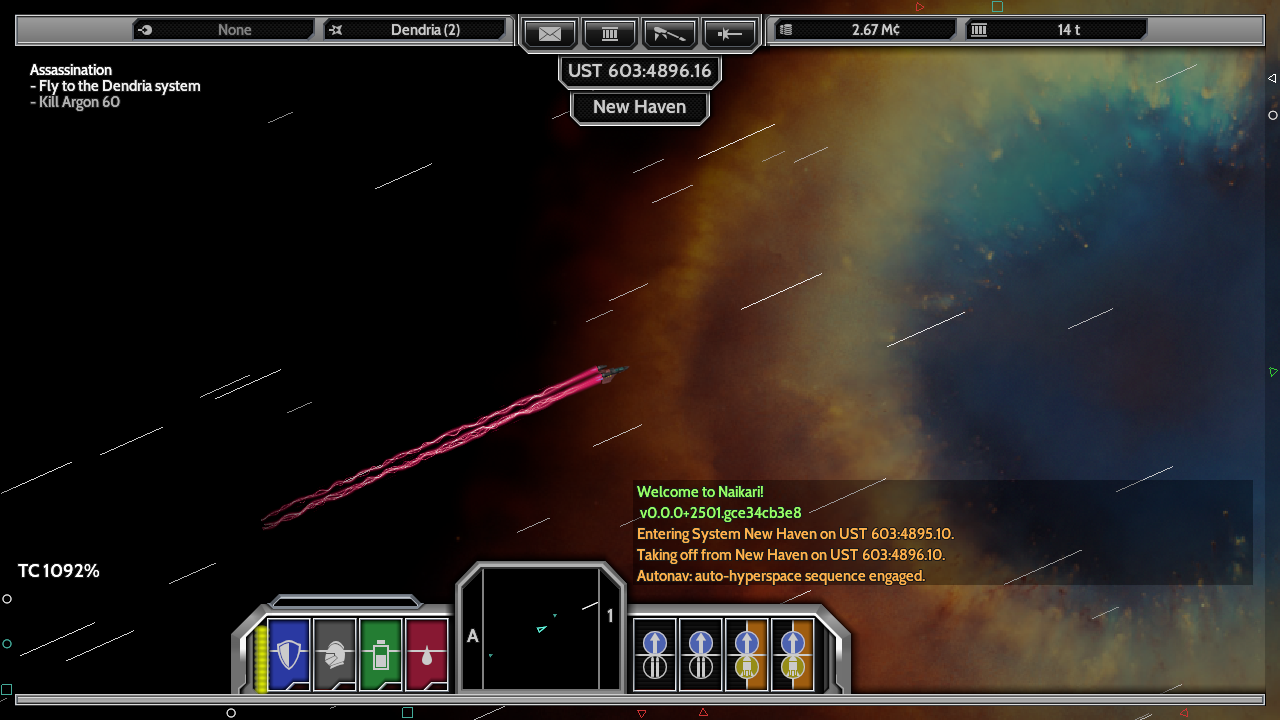 None
Dendria (2)
2.67 M¢
14 t
UST 603:4896.16
New Haven
Assassination
- Fly to the Dendria system
- Kill Argon 60
Welcome to Naikari!
v0.0.0+2501.gce34cb3e8
Entering System New Haven on UST 603:4895.10.
Taking off from New Haven on UST 603:4896.10.
Autonav: auto-hyperspace sequence engaged.
TC 1092%
A
1